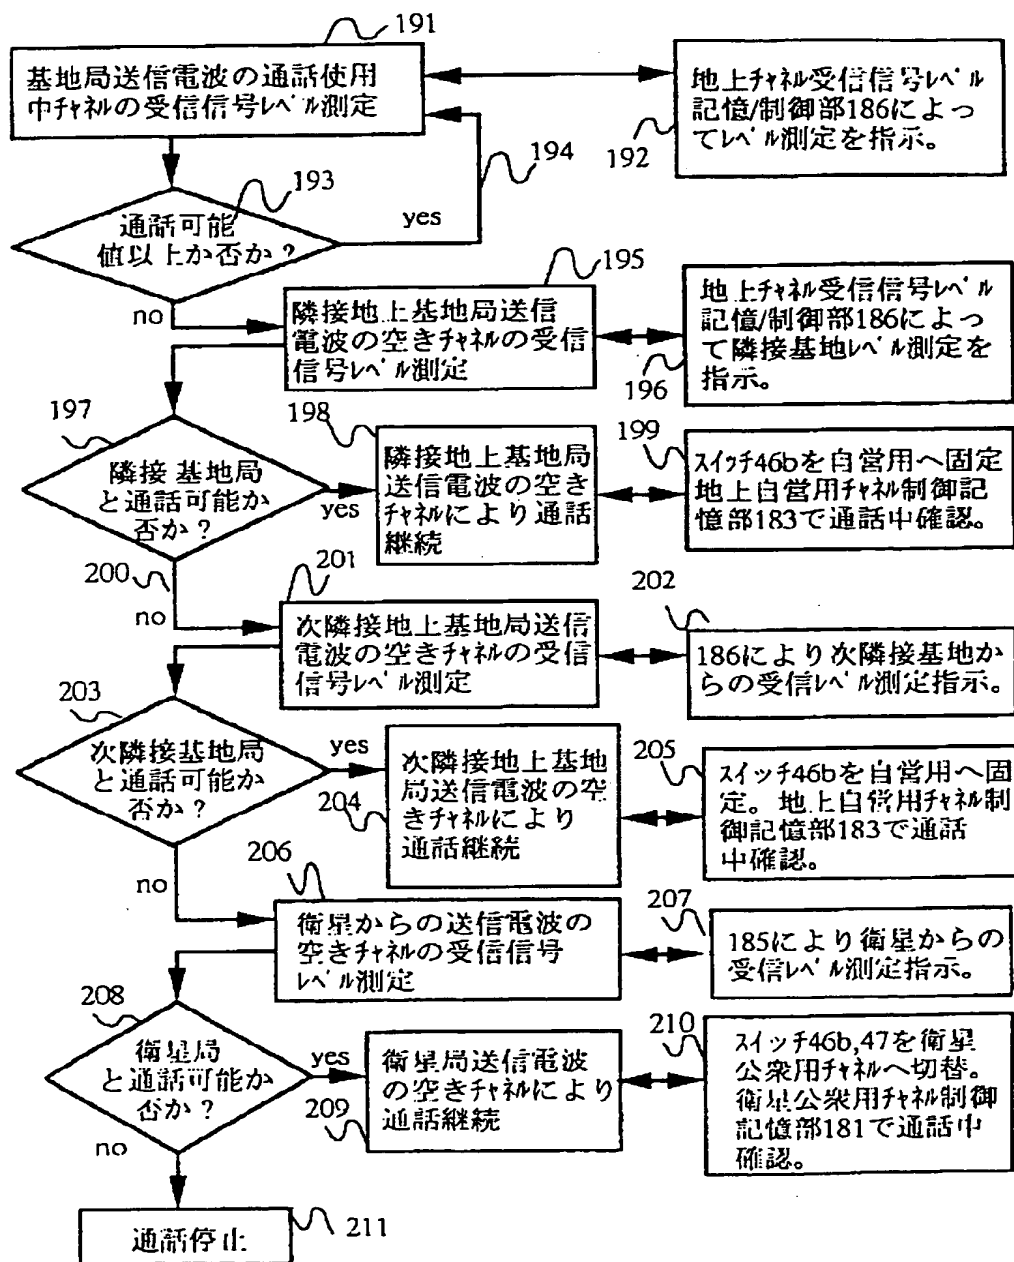 191
基地局送信電波の通話使用
中ﾁｬﾈﾙの受信信号ﾚﾍﾞﾙ測定
地上ﾁｬﾈﾙ受信信号ﾚﾍﾞﾙ
記憶/制御部186によっ
てﾚﾍﾞﾙ測定を指示。
192
194
193
通話可能
値以上か否か?
yes
no
195
隣接地上基地局送信
電波の空きﾁｬﾈﾙの受信
信号ﾚﾍﾞﾙ測定
地上ﾁｬﾈﾙ受信信号ﾚﾍﾞﾙ
記憶/制御部186によっ
て隣接基地ﾚﾍﾞﾙ測定を
指示。
196
197
隣接基地局
と通話可能か
否か?
yes
198
隣接地上基地局
送信電波の空き
ﾁｬﾈﾙにより通話
継続
199
ｽｲｯﾁ46bを自営用へ固定
地上自営用ﾁｬﾈﾙ制御記
憶部183で通話中確認。
200
no
201
次隣接地上基地局送信
電波の空きﾁｬﾈﾙの受信
信号ﾚﾍﾞﾙ測定
202
186により次隣接基地か
らの受信ﾚﾍﾞﾙ測定指示。
203
次隣接基地局
と通話可能か
否か?
yes
204
次隣接地上基地
局送信電波の空
きﾁｬﾈﾙにより
通話継続
205
ｽｲッチ46bを自営用へ固
定。地上自営用ﾁｬﾈﾙ制
御記憶部183で通話
中確認。
no
206
衛星からの送信電波の
空きﾁｬﾈﾙの受信信号
ﾚﾍﾞﾙ測定
207
185により衛星からの
受信ﾚﾍﾞﾙ測定指示。
208
衛星局
と通話可能か
否か?
yes
209
衛星局送信電波
の空きﾁｬﾈﾙにより
通話継続
210
ｽｲッチ46b,47を衛星
公衆用ﾁｬﾈﾙへ切替。
衛星公衆用ﾁｬﾈﾙ制御
記憶部181で通話中
確認。
no
211
通話停止